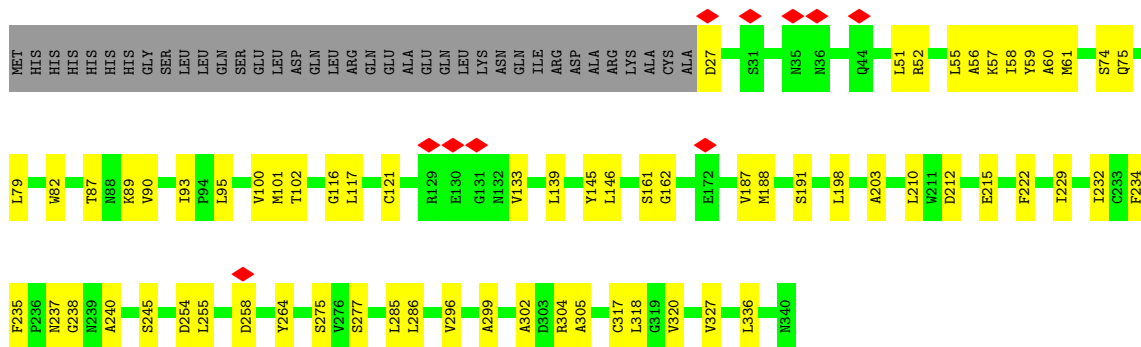 MET HIS HIS HIS HIS HIS HIS GLY SER LEU LEU GLN SER GLU LEU ASP GLN LEU ARG GLN GLU ALA GLU GLN LEU LYS ASN GLN ILE ARG ASP ALA ARG LYS ALA CYS ALA D27 S31 N35 N36 Q44 L51 R52 L55 A56 K57 I58 Y59 A60 M61 S74 Q75
L79 W82 T87 N88 K89 V90 I93 P94 L95 V100 M101 T102 G116 L117 C121 R129 E130 G131 N132 V133 L139 Y145 L146 S161 G162 E172 V187 M188 S191 L198 A203 L210 W211 D212 E215 F222 I229 I232 C233 F234
F235 P236 N237 G238 N239 A240 S245 D254 L255 D258 Y264 S275 V276 S277 L285 L286 V296 A299 A302 D303 R304 A305 C317 L318 G319 V320 V327 L336 N340